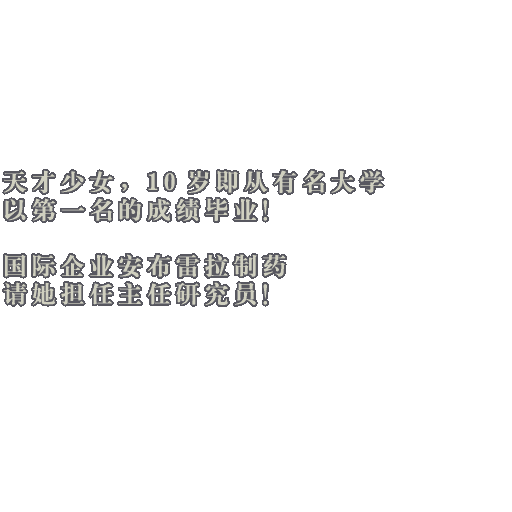 天才少女，10 岁即从有名大学
以第一名的成绩毕业！
国际企业安布雷拉制药
请她担任主任研究员！